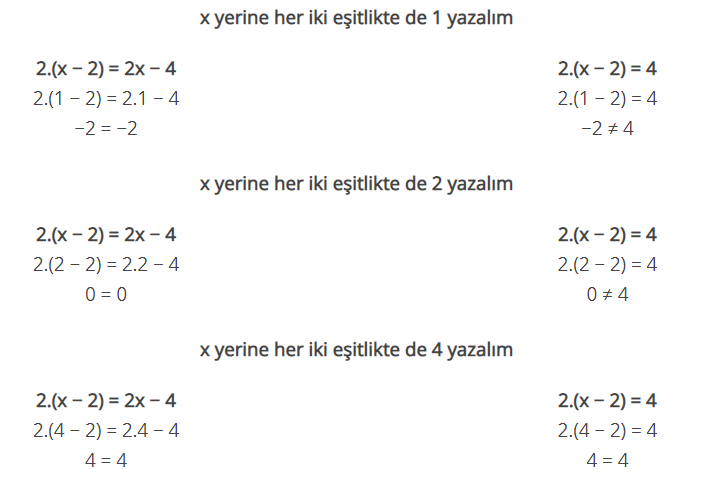 x yerine her iki eşitlikte de 1 yazalım
2.(x − 2) = 2x − 4 2.(x − 2) = 4
2.(1 − 2) = 2.1 − 4 2.(1 − 2) = 4
−2 = −2 −2 ≠ 4
x yerine her iki eşitlikte de 2 yazalım
2.(x − 2) = 2x − 4 2.(x − 2) = 4
2.(2 − 2) = 2.2 − 4 2.(2 − 2) = 4
0 = 0 0 ≠ 4
x yerine her iki eşitlikte de 4 yazalım
2.(x − 2) = 2x − 4 2.(x − 2) = 4
2.(4 − 2) = 2.4 − 4 2.(4 − 2) = 4
4 = 4 4 = 4